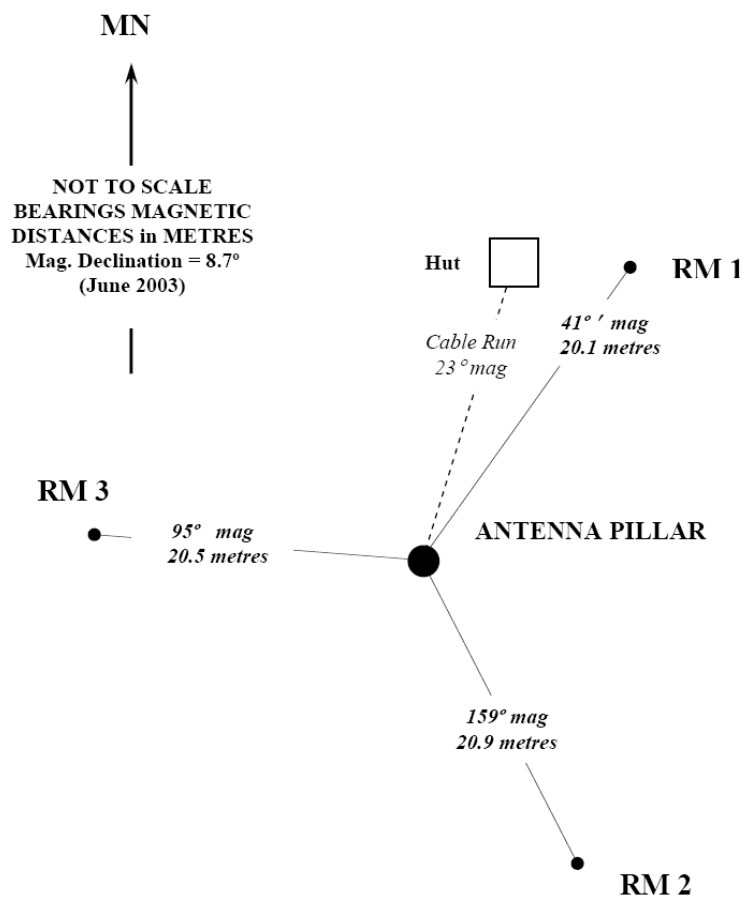 MN
NOT TO SCALE
BEARINGS MAGNETIC
DISTANCES in METRES
Mag. Declination = 8.7º
(June 2003)
Hut
RM 1
41º ′ mag
20.1 metres
Cable Run
23° mag
RM 3
95º mag
20.5 metres
ANTENNA PILLAR
159º mag
20.9 metres
RM 2